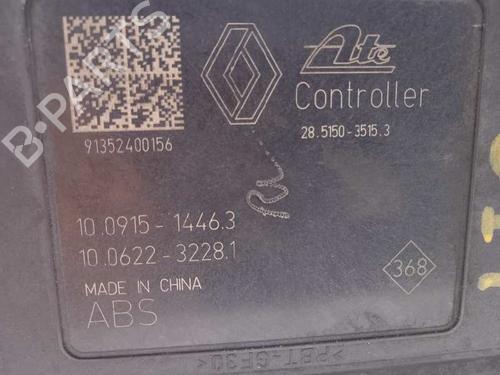 Ate
Controller
28.5150-3515.3
91352400156
10.0915-1446.3
10.0622-3228.1
368
MADE IN CHINA
ABS
>PBT-GF30<
B-PARTS